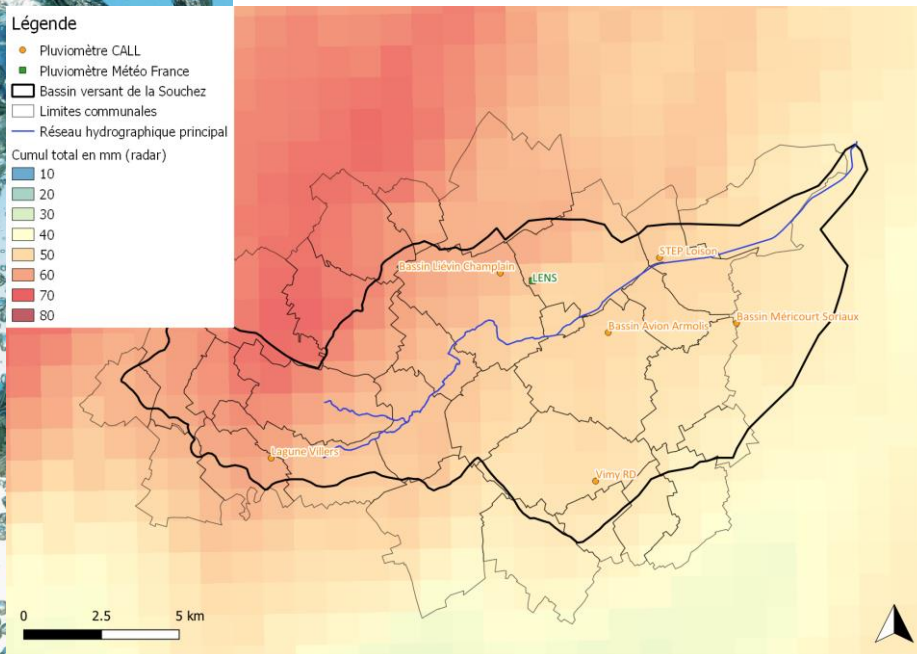 Légende
Pluviomètre CALL
Pluviomètre Météo France
Bassin versant de la Souchez
Limites communales
Réseau hydrographique principal
Cumul total en mm (radar)
10
20
30
40
50
60
70
80
STEP Loison
Bassin Liévin Champlain
LENS
Bassin Méricourt Soriaux
Bassin Avion Armolis
Lagune Villers
Vimy RD
0 2.5 5 km